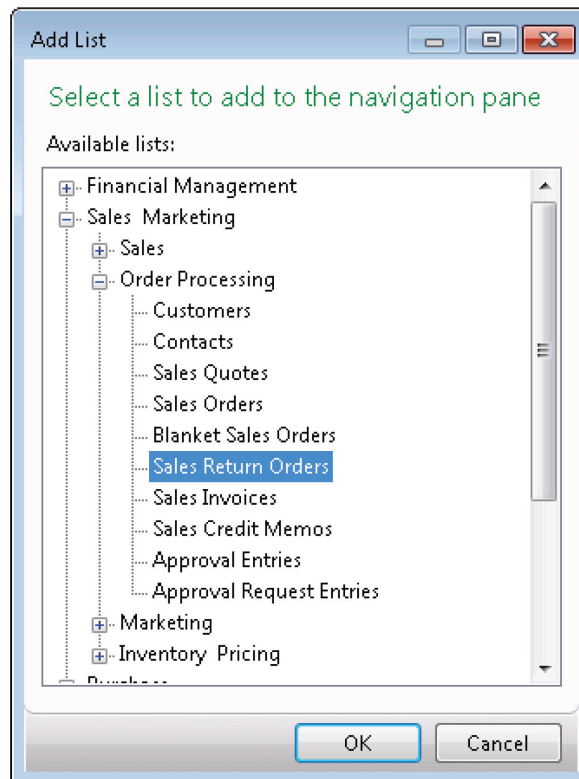 Add List
Select a list to add to the navigation pane
Available lists:
Financial Management
Sales Marketing
Sales
Order Processing
Customers
Contacts
Sales Quotes
Sales Orders
Blanket Sales Orders
Sales Return Orders
Sales Invoices
Sales Credit Memos
Approval Entries
Approval Request Entries
Marketing
Inventory Pricing
OK Cancel